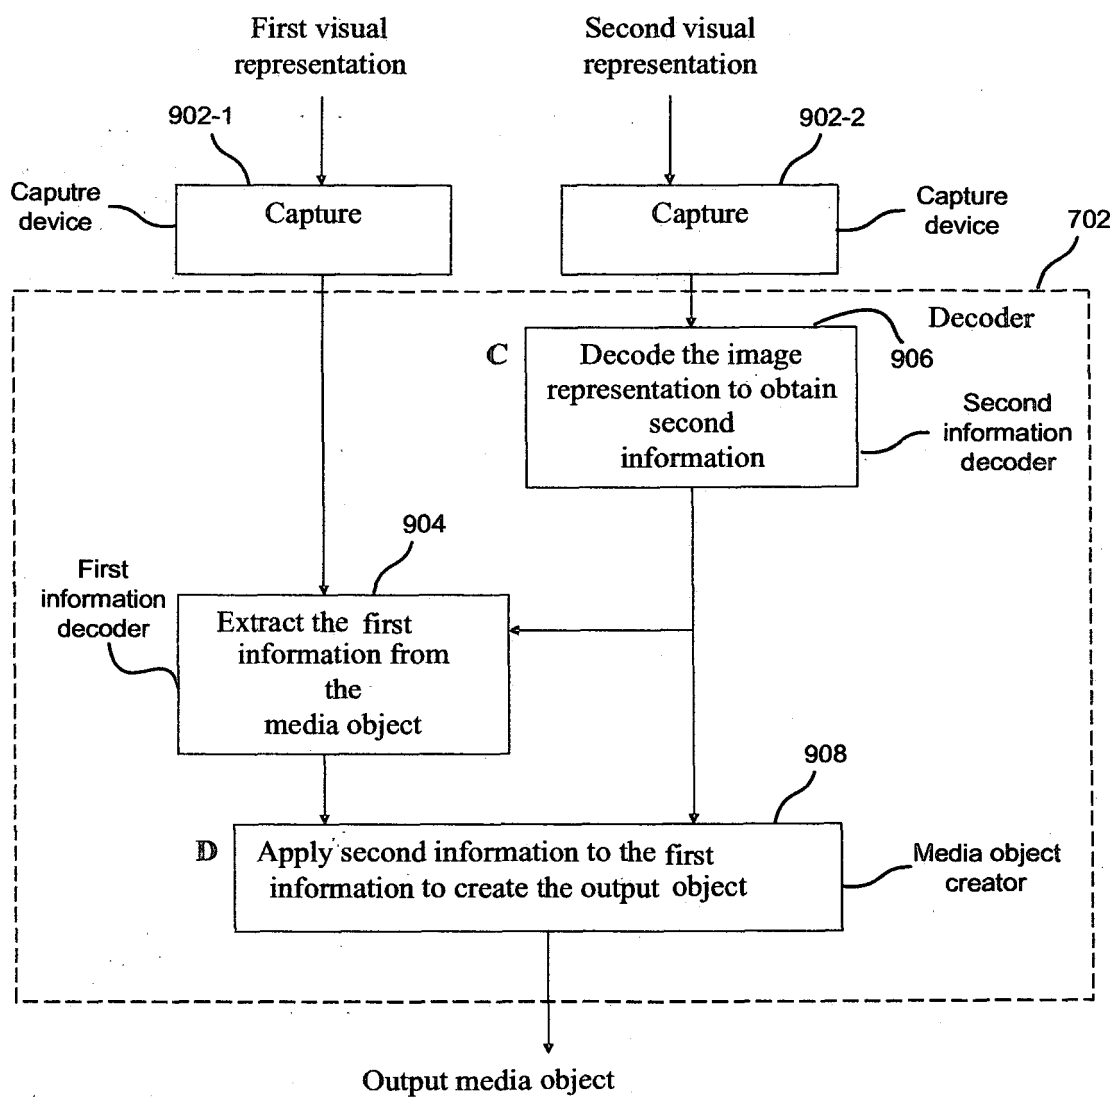 First visual
representation
Second visual
representation
902-1
902-2
Caputre
device
Capture
Capture
Capture
device
702
Decoder
906
C
Decode the image
representation to obtain
second
information
Second
information
decoder
904
First
information
decoder
Extract the first
information from
the
media object
908
D
Apply second information to the first
information to create the output object
Media object
creator
Output media object